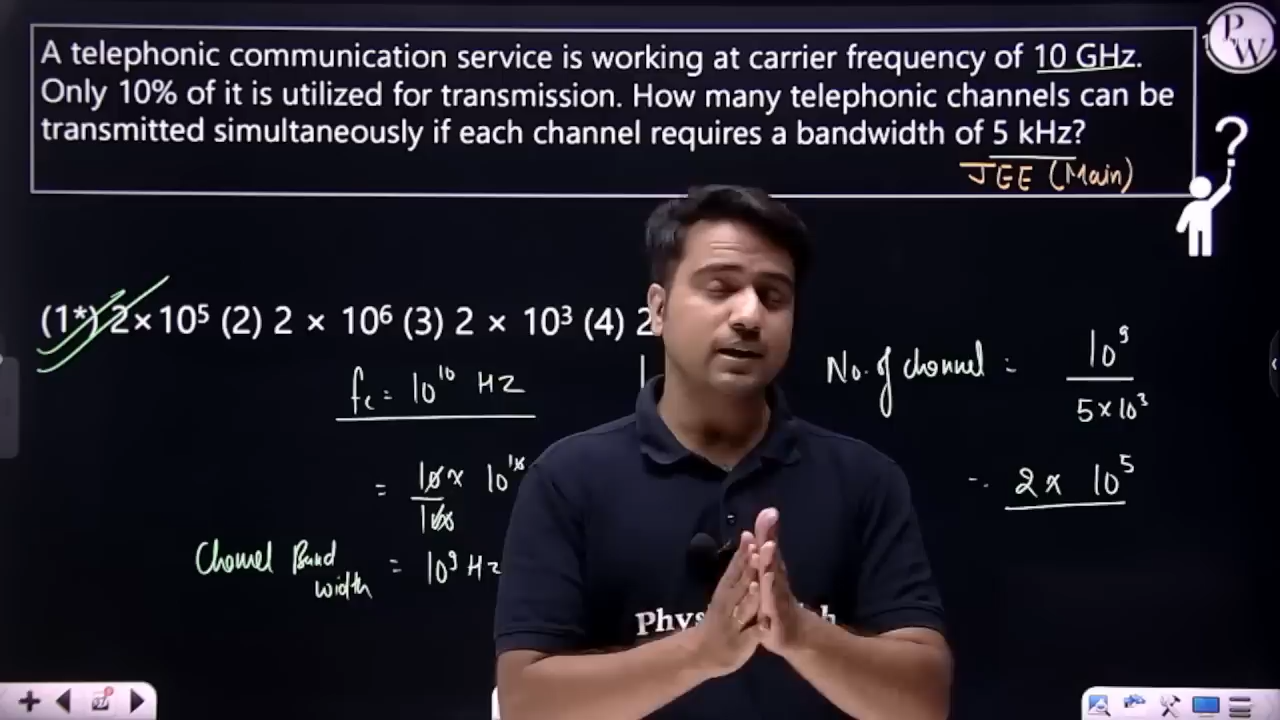 A telephonic communication service is working at carrier frequency of 10 GHz.
Only 10% of it is utilized for transmission. How many telephonic channels can be
transmitted simultaneously if each channel requires a bandwidth of 5 kHz?
JEE (Main)
PW
?
(1*) 2×10⁵ (2) 2 × 10⁶ (3) 2 × 10³ (4) 2
fc = 10¹⁰ Hz
= 10/100 × 10¹⁰
Channel Band width = 10⁹ Hz
No. of channel = 10⁹/5×10³
= 2 × 10⁵